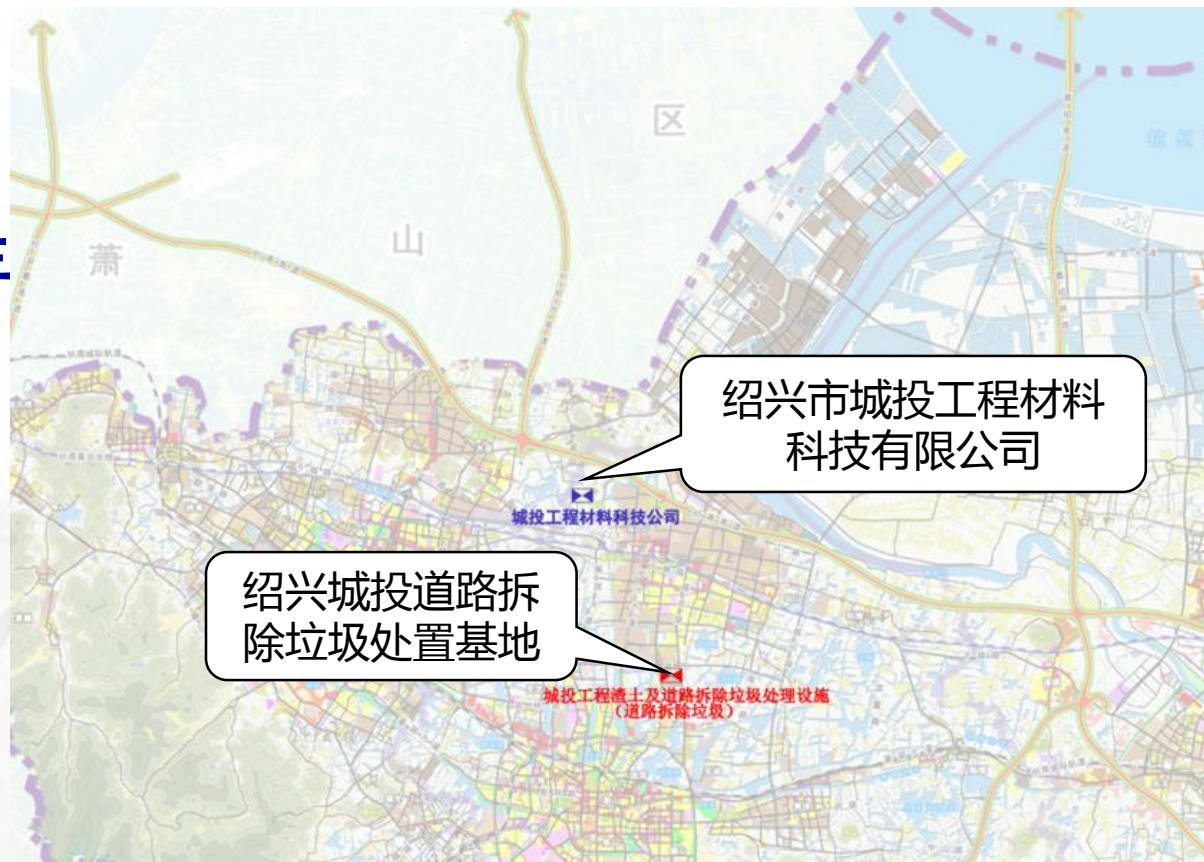 区
山
萧
绍兴市城投工程材料
科技有限公司
城投工程材料科技公司
绍兴城投道路拆
除垃圾处置基地
城投工程渣土及道路拆除垃圾处理设施
（道路拆除垃圾）